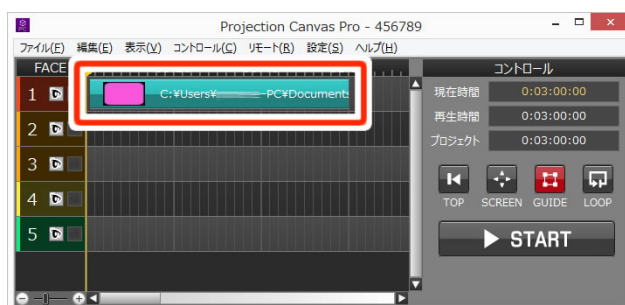 Projection Canvas Pro - 456789
ファイル(F) 編集(E) 表示(V) コントロール(C) リモート(R) 設定(S) ヘルプ(H)
FACE
1
C:¥Users¥
-PC¥Documents
2
3
4
5
コントロール
現在時間 0:03:00:00
再生時間 0:03:00:00
プロジェクト 0:03:00:00
TOP SCREEN GUIDE LOOP
START